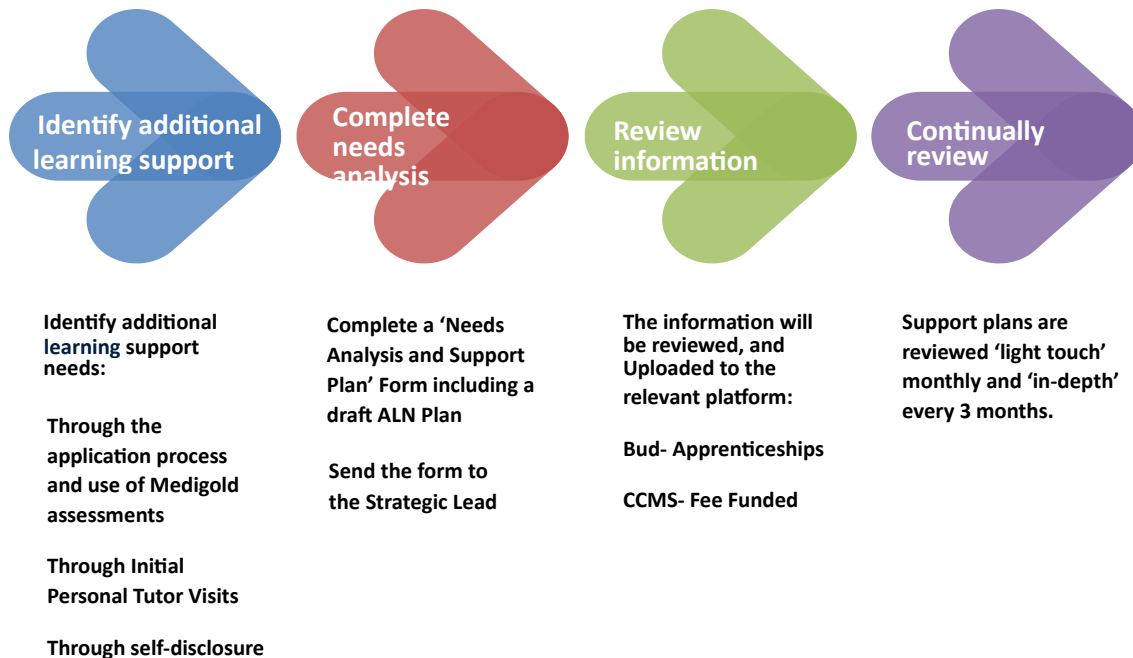 Identify additional
learning support
Complete
needs
analysis
Review
information
Continually
review
Identify additional
learning support
needs:
Through the
application process
and use of Medigold
assessments
Through Initial
Personal Tutor Visits
Through self-disclosure
Complete a ‘Needs
Analysis and Support
Plan’ Form including a
draft ALN Plan
Send the form to
the Strategic Lead
The information will
be reviewed, and
Uploaded to the
relevant platform:
Bud- Apprenticeships
CCMS- Fee Funded
Support plans are
reviewed ‘light touch’
monthly and ‘in-depth’
every 3 months.